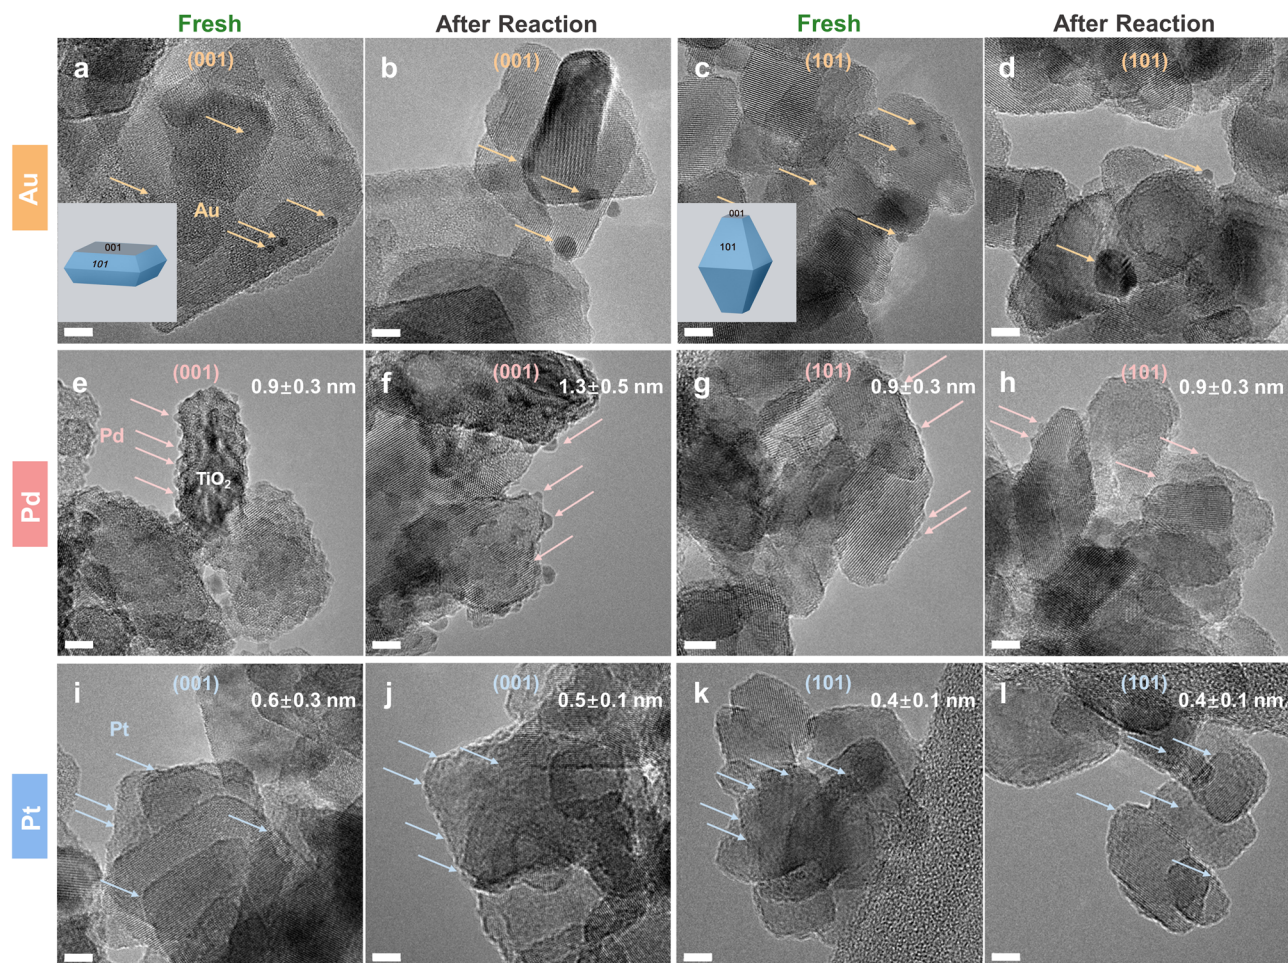 Fresh After Reaction Fresh After Reaction
Au
a (001)
Au
001
101
b (001)
c (101)
001
101
d (101)
Pd
e (001) 0.9±0.3 nm
Pd
TiO2
f (001) 1.3±0.5 nm
g (101) 0.9±0.3 nm
h (101) 0.9±0.3 nm
Pt
i (001) 0.6±0.3 nm
Pt
j (001) 0.5±0.1 nm
k (101) 0.4±0.1 nm
l (101) 0.4±0.1 nm